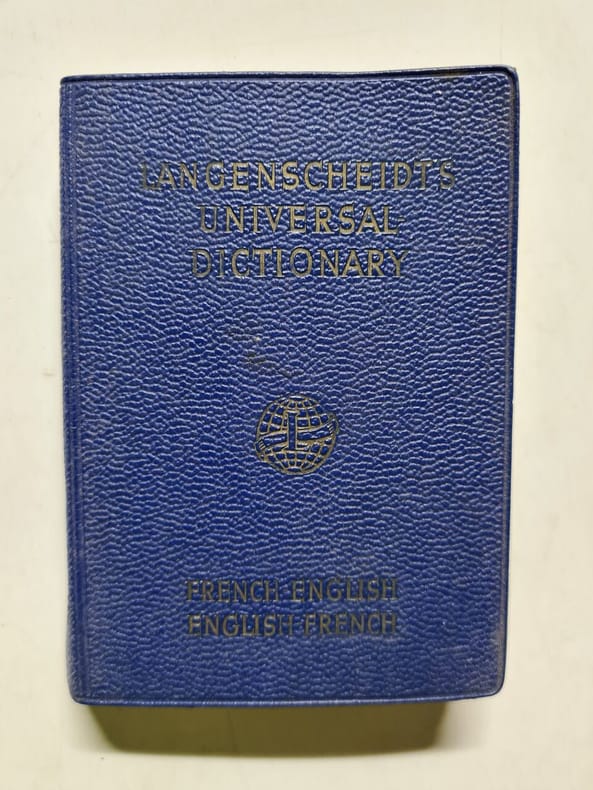 LANGENSCHEIDTS
UNIVERSAL-
DICTIONARY
L
FRENCH-ENGLISH
ENGLISH-FRENCH